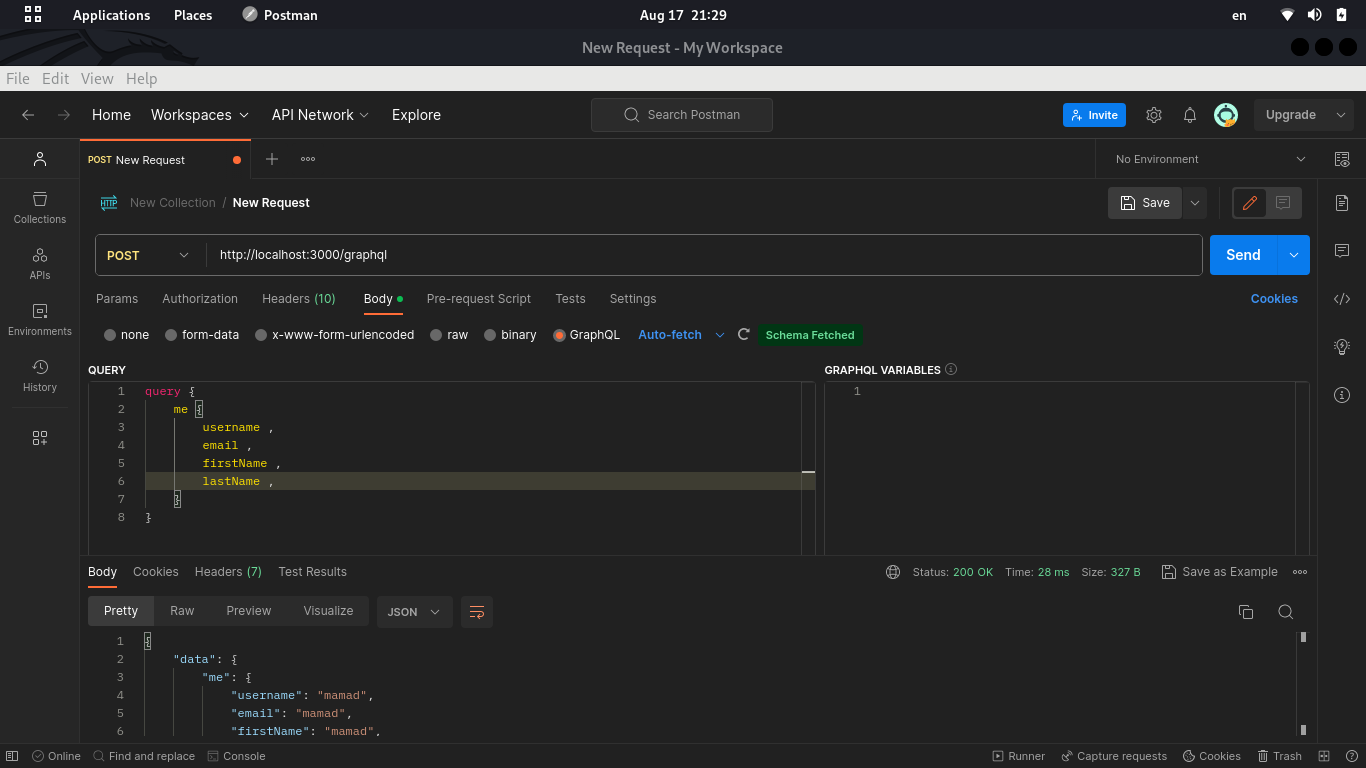 Applications Places Postman Aug 17 21:29 en
New Request - My Workspace
File Edit View Help
Home Workspaces API Network Explore Search Postman Invite Upgrade
POST New Request No Environment
HTTP New Collection / New Request Save
Collections
POST http://localhost:3000/graphql Send
APIs
Params Authorization Headers (10) Body Pre-request Script Tests Settings Cookies
Environments
none form-data x-www-form-urlencoded raw binary GraphQL Auto-fetch Schema Fetched
History
QUERY GRAPHQL VARIABLES
1 query { 1
2 me {
3 username ,
4 email ,
5 firstName ,
6 lastName ,
7 }
8 }
Body Cookies Headers (7) Test Results Status: 200 OK Time: 28 ms Size: 327 B Save as Example
Pretty Raw Preview Visualize JSON
1 {
2 "data": {
3 "me": {
4 "username": "mamad",
5 "email": "mamad",
6 "firstName": "mamad",
Online Find and replace Console Runner Capture requests Cookies Trash